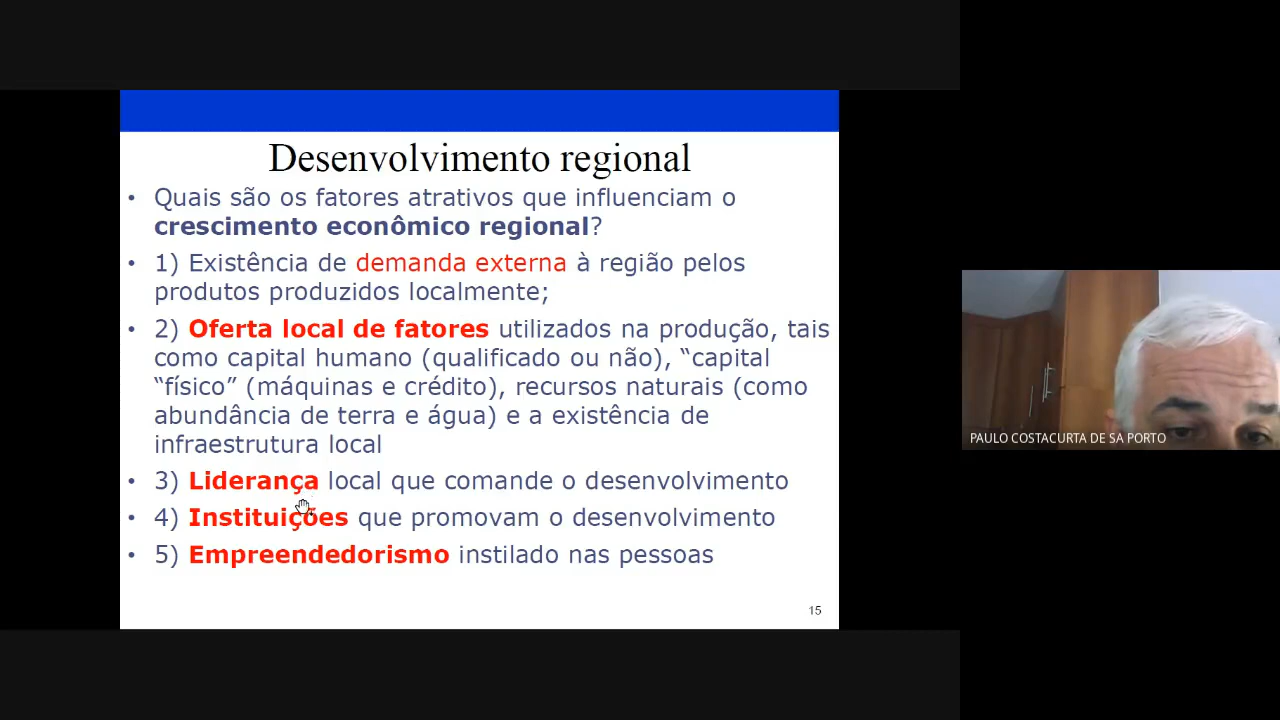 Desenvolvimento regional
• Quais são os fatores atrativos que influenciam o
crescimento econômico regional?
• 1) Existência de demanda externa à região pelos
produtos produzidos localmente;
• 2) Oferta local de fatores utilizados na produção, tais
como capital humano (qualificado ou não), “capital
“físico” (máquinas e crédito), recursos naturais (como
abundância de terra e água) e a existência de
infraestrutura local
• 3) Liderança local que comande o desenvolvimento
• 4) Instituições que promovam o desenvolvimento
• 5) Empreendedorismo instilado nas pessoas
15
PAULO COSTACURTA DE SA PORTO